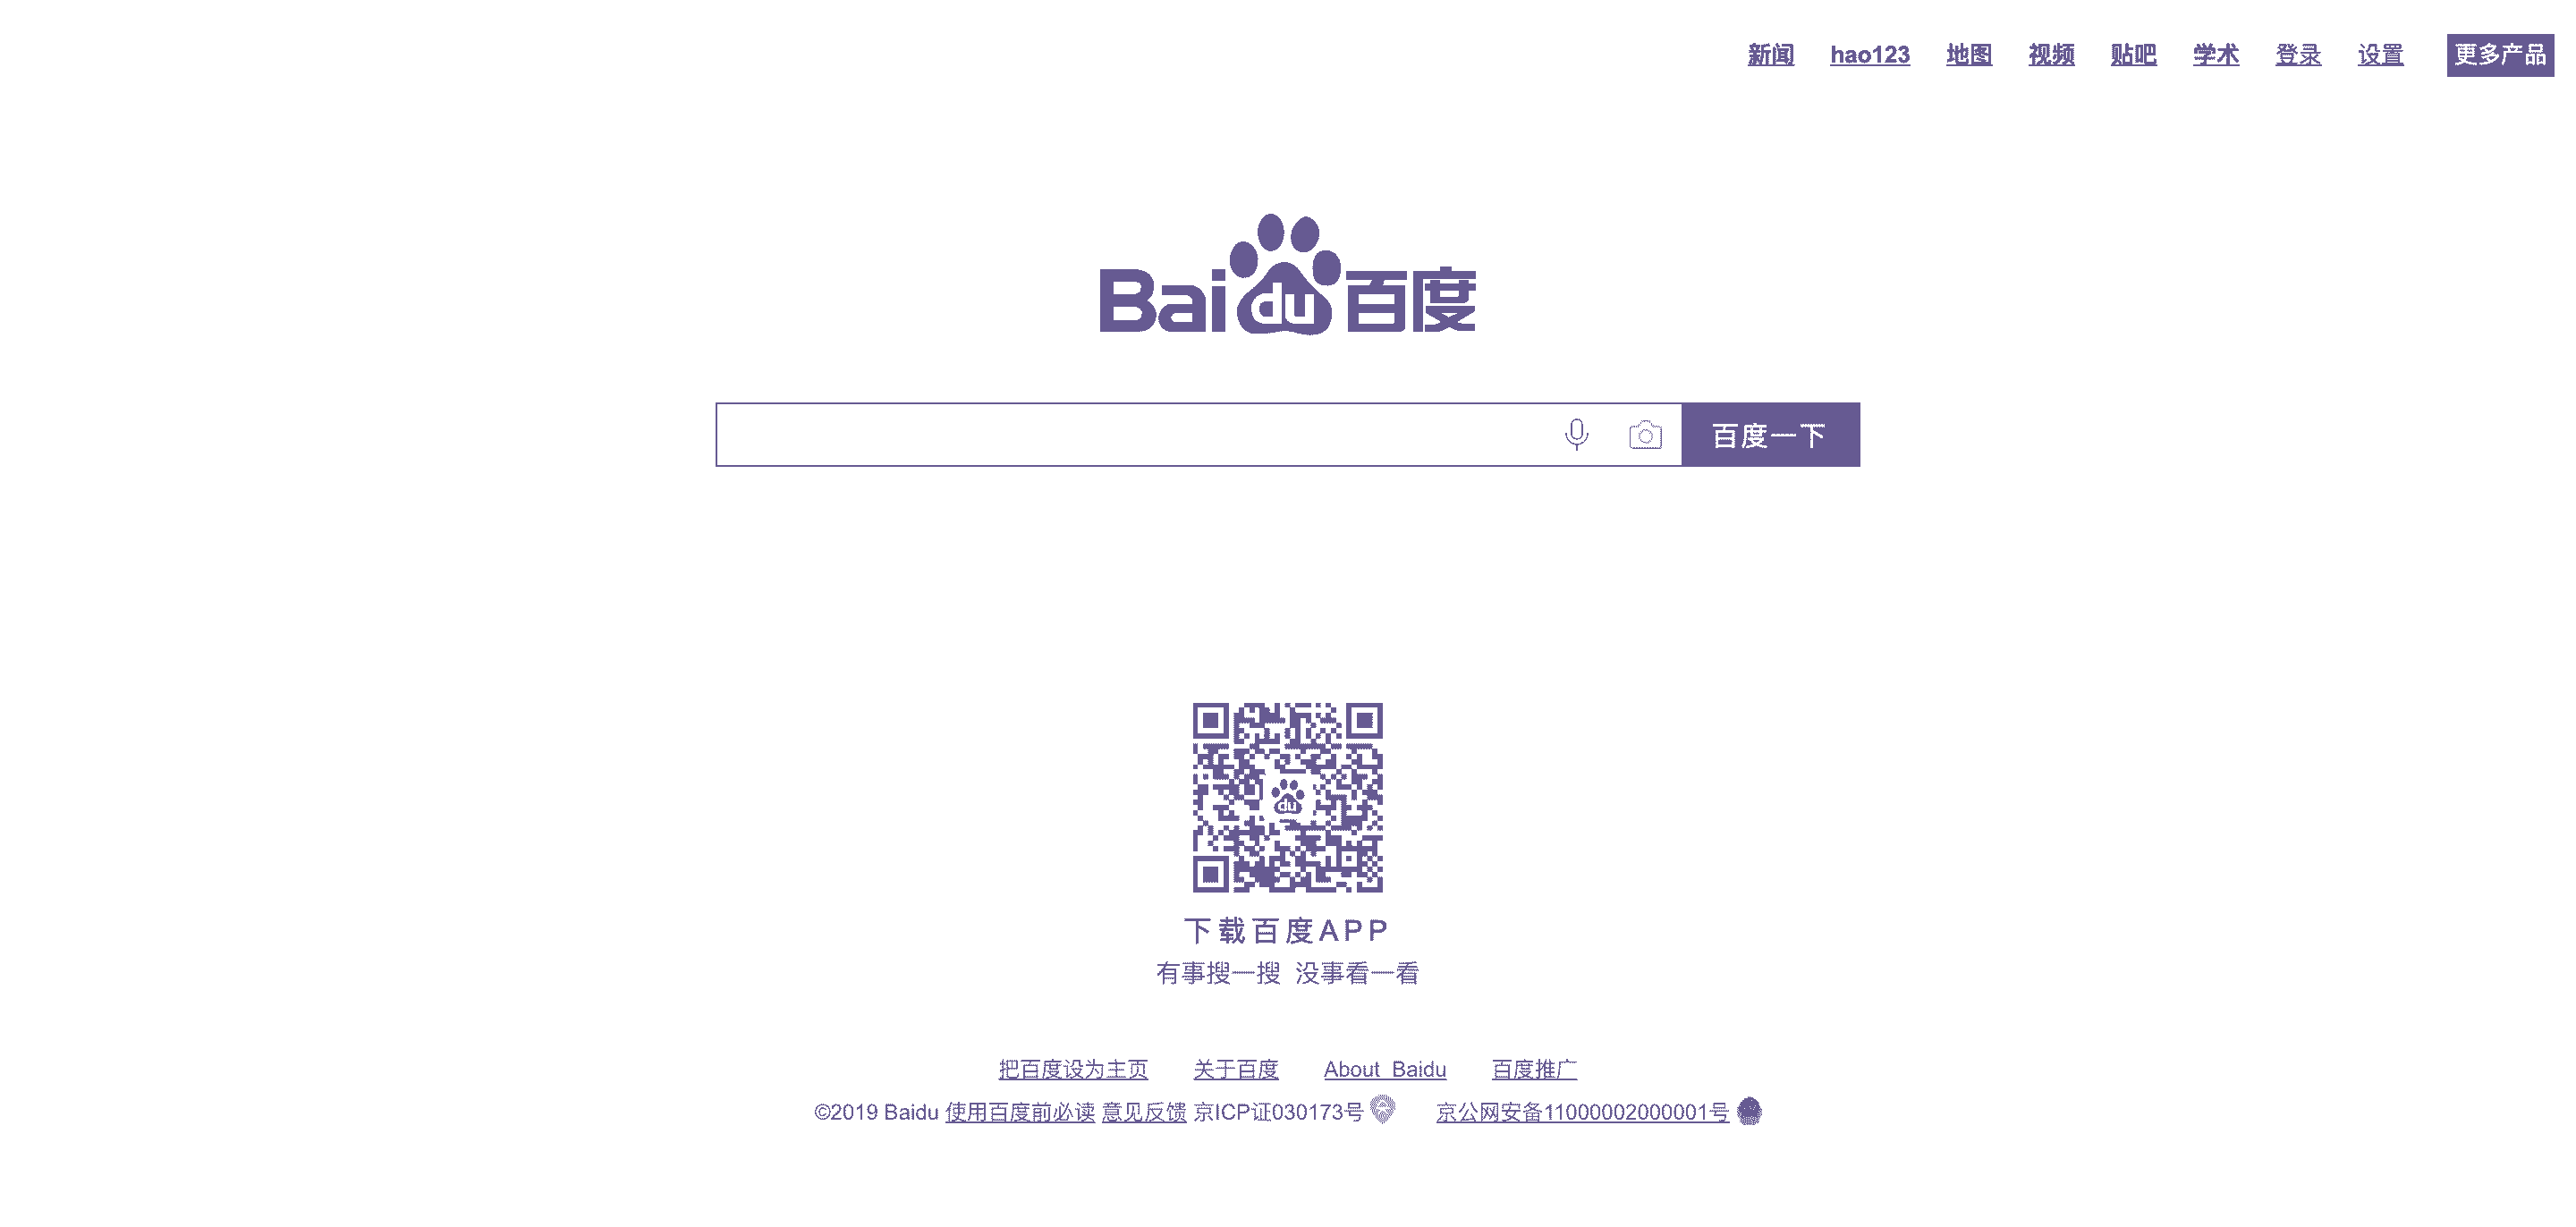 新闻 hao123 地图 视频 贴吧 学术 登录 设置 更多产品
Bai du 百度
百度一下
du
下载百度APP
有事搜一搜 没事看一看
把百度设为主页 关于百度 About Baidu 百度推广
©2019 Baidu 使用百度前必读 意见反馈 京ICP证030173号 京公网安备11000002000001号